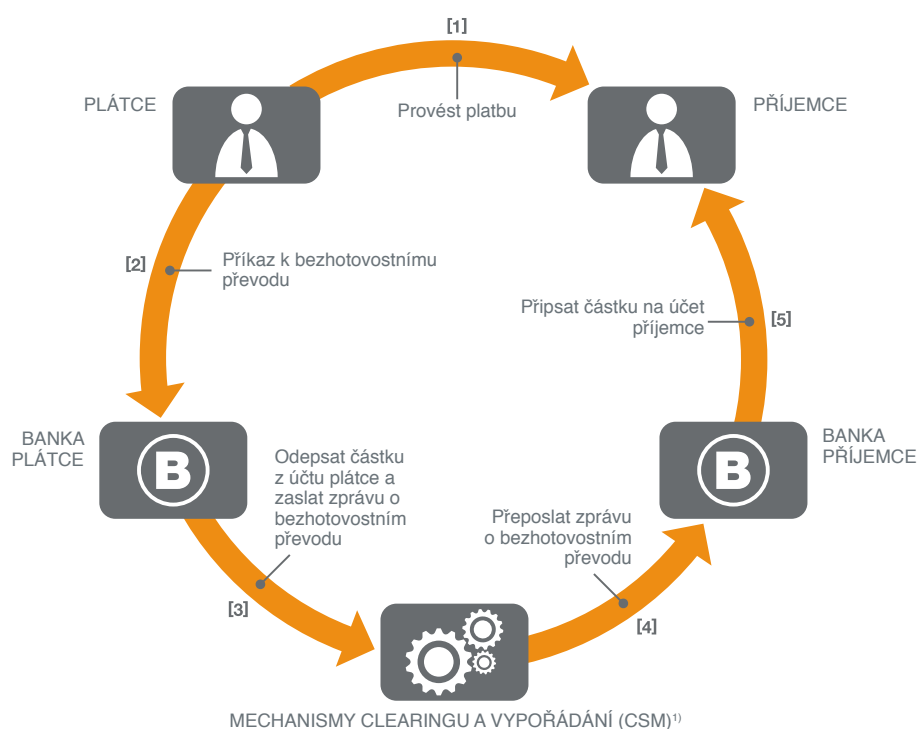 [1]
PLÁTCE
Provést platbu
PŘÍJEMCE
[2]
Příkaz k bezhotovostnímu
převodu
Připsat částku na účet
příjemce
[5]
BANKA
PLÁTCE
B
Odepsat částku
z účtu plátce a
zaslat zprávu o
bezhotovostním
převodu
[3]
Přeposlat zprávu
o bezhotovostním
převodu
[4]
B
BANKA
PŘÍJEMCE
MECHANISMY CLEARINGU A VYPOŘÁDÁNÍ (CSM)¹⁾